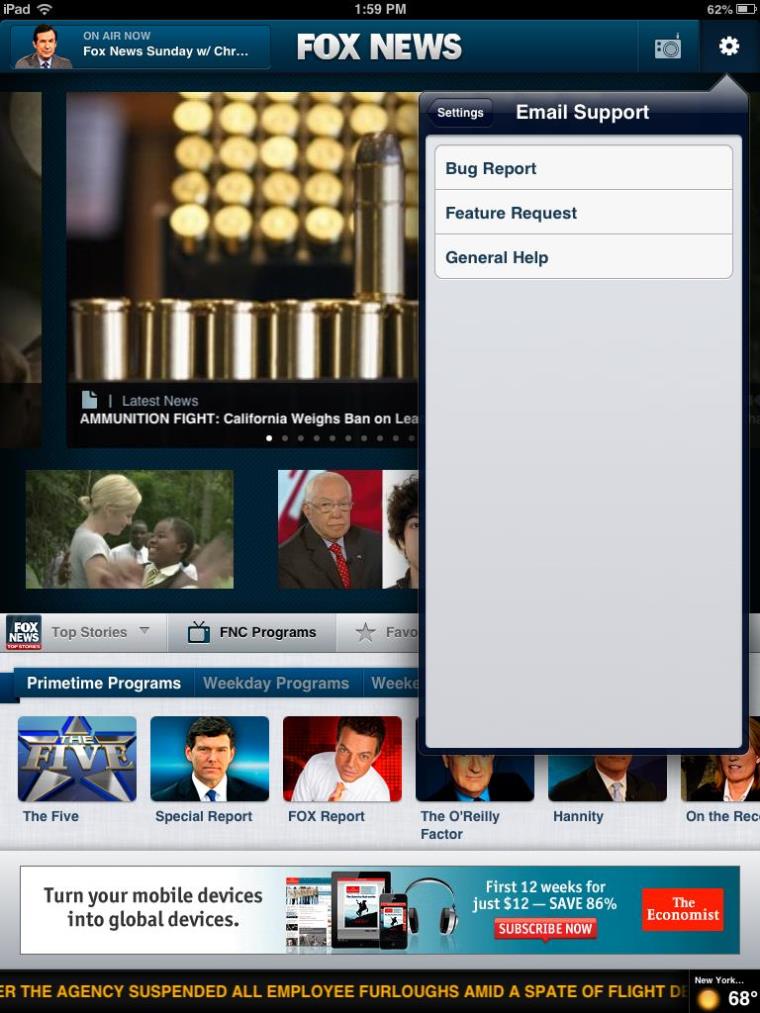 iPad
1:59 PM
62%
ON AIR NOW
Fox News Sunday w/ Chr...
FOX NEWS
Settings
Email Support
Bug Report
Feature Request
General Help
| Latest News
AMMUNITION FIGHT: California Weighs Ban on Lea
FOX NEWS
TOP STORIES
Top Stories
FNC Programs
Favo
Primetime Programs
Weekday Programs
Weeke
THE FIVE
The Five
Special Report
FOX Report
The O'Reilly
Factor
Hannity
On the Rec
Turn your mobile devices
into global devices.
First 12 weeks for
just $12 — SAVE 86%
SUBSCRIBE NOW
The
Economist
ER THE AGENCY SUSPENDED ALL EMPLOYEE FURLOUGHS AMID A SPATE OF FLIGHT DE
New York...
68°